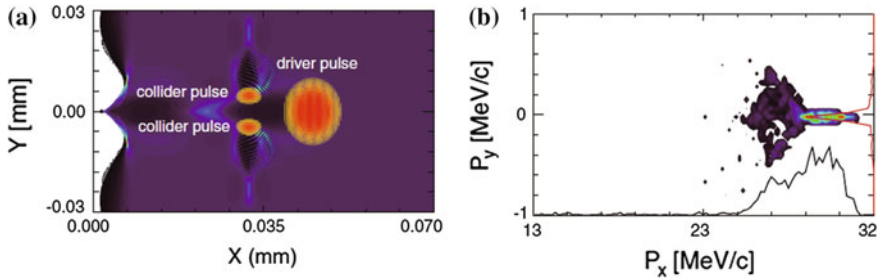 (a)
0.03
0.00
-0.03
Y [mm]
driver pulse
collider pulse
collider pulse
0.000
0.035
0.070
X (mm)
(b)
1
0
-1
P_y [MeV/c]
13
23
32
P_x [MeV/c]